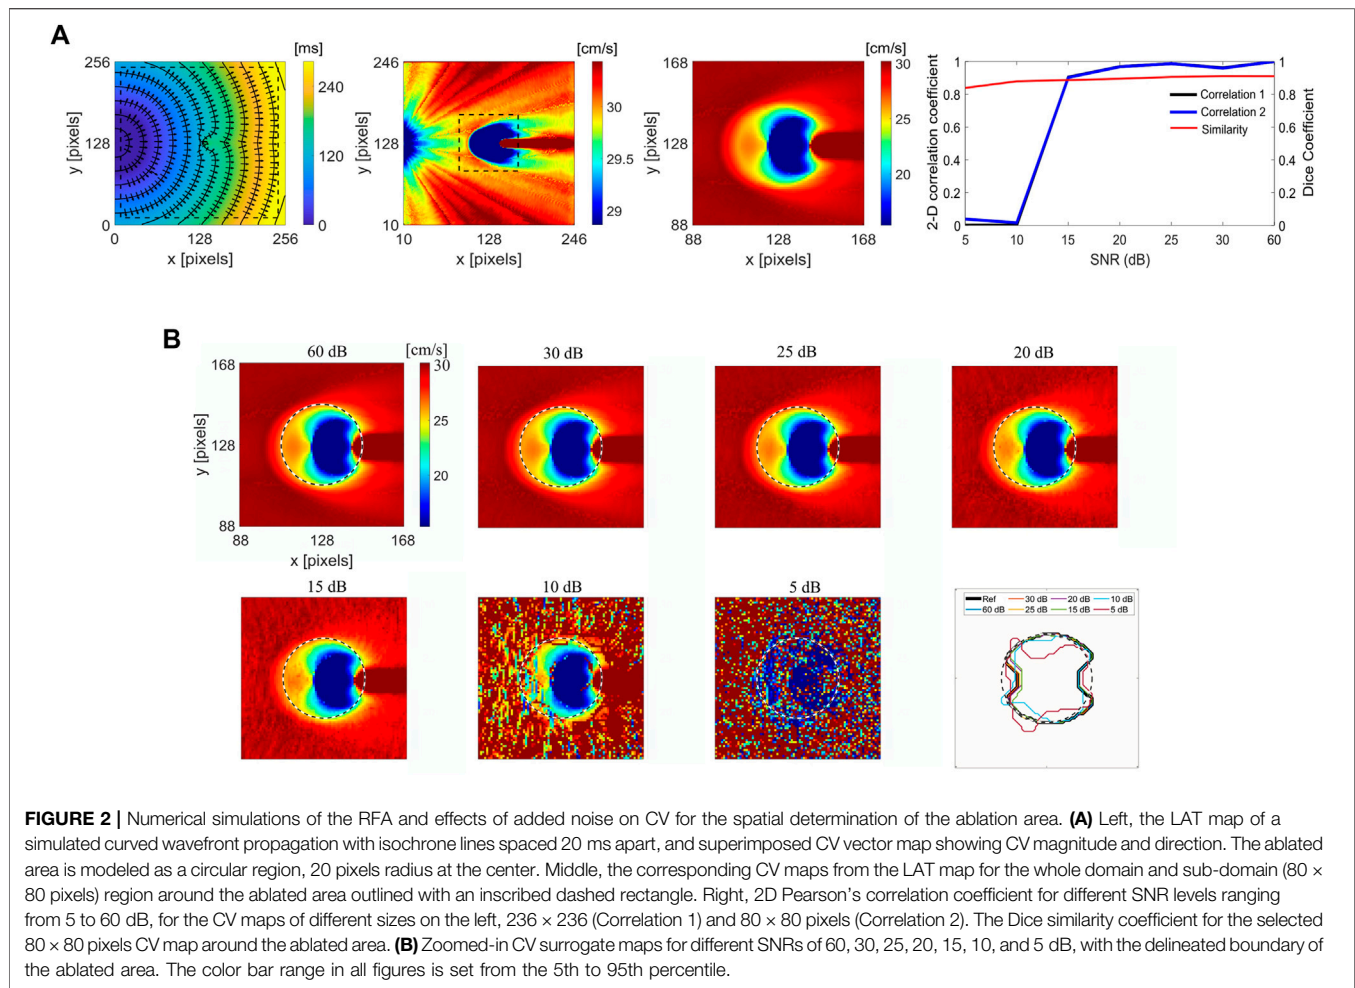 A
[ms]
256
128
0
0
128
256
y [pixels]
x [pixels]
240
120
0
[cm/s]
246
128
10
10
128
246
y [pixels]
x [pixels]
30
29.5
29
[cm/s]
168
128
88
88
128
168
y [pixels]
x [pixels]
30
25
20
1
0.8
0.6
0.4
0.2
0
2-D correlation coefficient
5
10
15
20
25
30
60
SNR (dB)
1
0.8
0.6
0.4
0.2
0
Dice Coefficient
Correlation 1
Correlation 2
Similarity
B
60 dB
[cm/s]
168
128
88
88
128
168
y [pixels]
x [pixels]
30
25
20
30 dB
25 dB
20 dB
15 dB
10 dB
5 dB
Ref
30 dB
20 dB
10 dB
60 dB
25 dB
15 dB
5 dB
FIGURE 2 | Numerical simulations of the RFA and effects of added noise on CV for the spatial determination of the ablation area. (A) Left, the LAT map of a
simulated curved wavefront propagation with isochrone lines spaced 20 ms apart, and superimposed CV vector map showing CV magnitude and direction. The ablated
area is modeled as a circular region, 20 pixels radius at the center. Middle, the corresponding CV maps from the LAT map for the whole domain and sub-domain (80 ×
80 pixels) region around the ablated area outlined with an inscribed dashed rectangle. Right, 2D Pearson's correlation coefficient for different SNR levels ranging
from 5 to 60 dB, for the CV maps of different sizes on the left, 236 × 236 (Correlation 1) and 80 × 80 pixels (Correlation 2). The Dice similarity coefficient for the selected
80 × 80 pixels CV map around the ablated area. (B) Zoomed-in CV surrogate maps for different SNRs of 60, 30, 25, 20, 15, 10, and 5 dB, with the delineated boundary of
the ablated area. The color bar range in all figures is set from the 5th to 95th percentile.